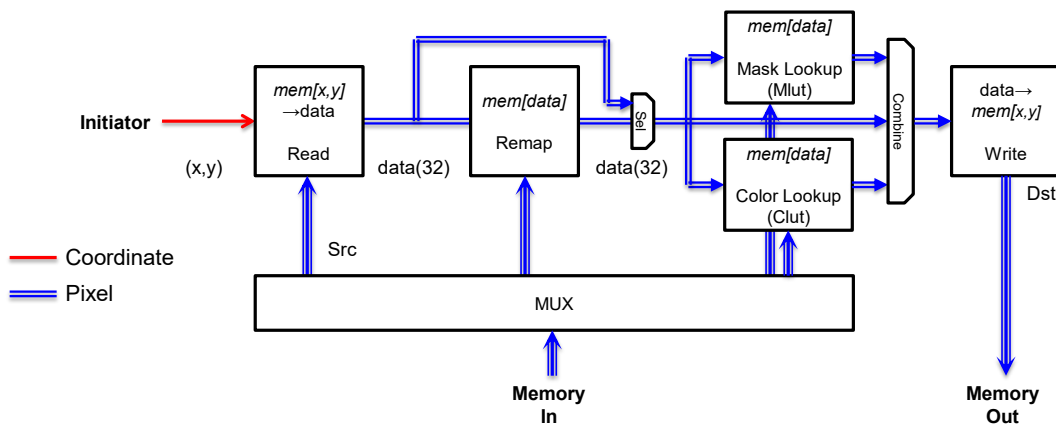 mem[data]
Mask Lookup
(Mlut)
mem[x,y]
→data
Read
mem[data]
Remap
Sel
Combine
data→
mem[x,y]
Write
Initiator
(x,y)
data(32)
data(32)
mem[data]
Color Lookup
(Clut)
Dst
Src
Coordinate
Pixel
MUX
Memory
In
Memory
Out